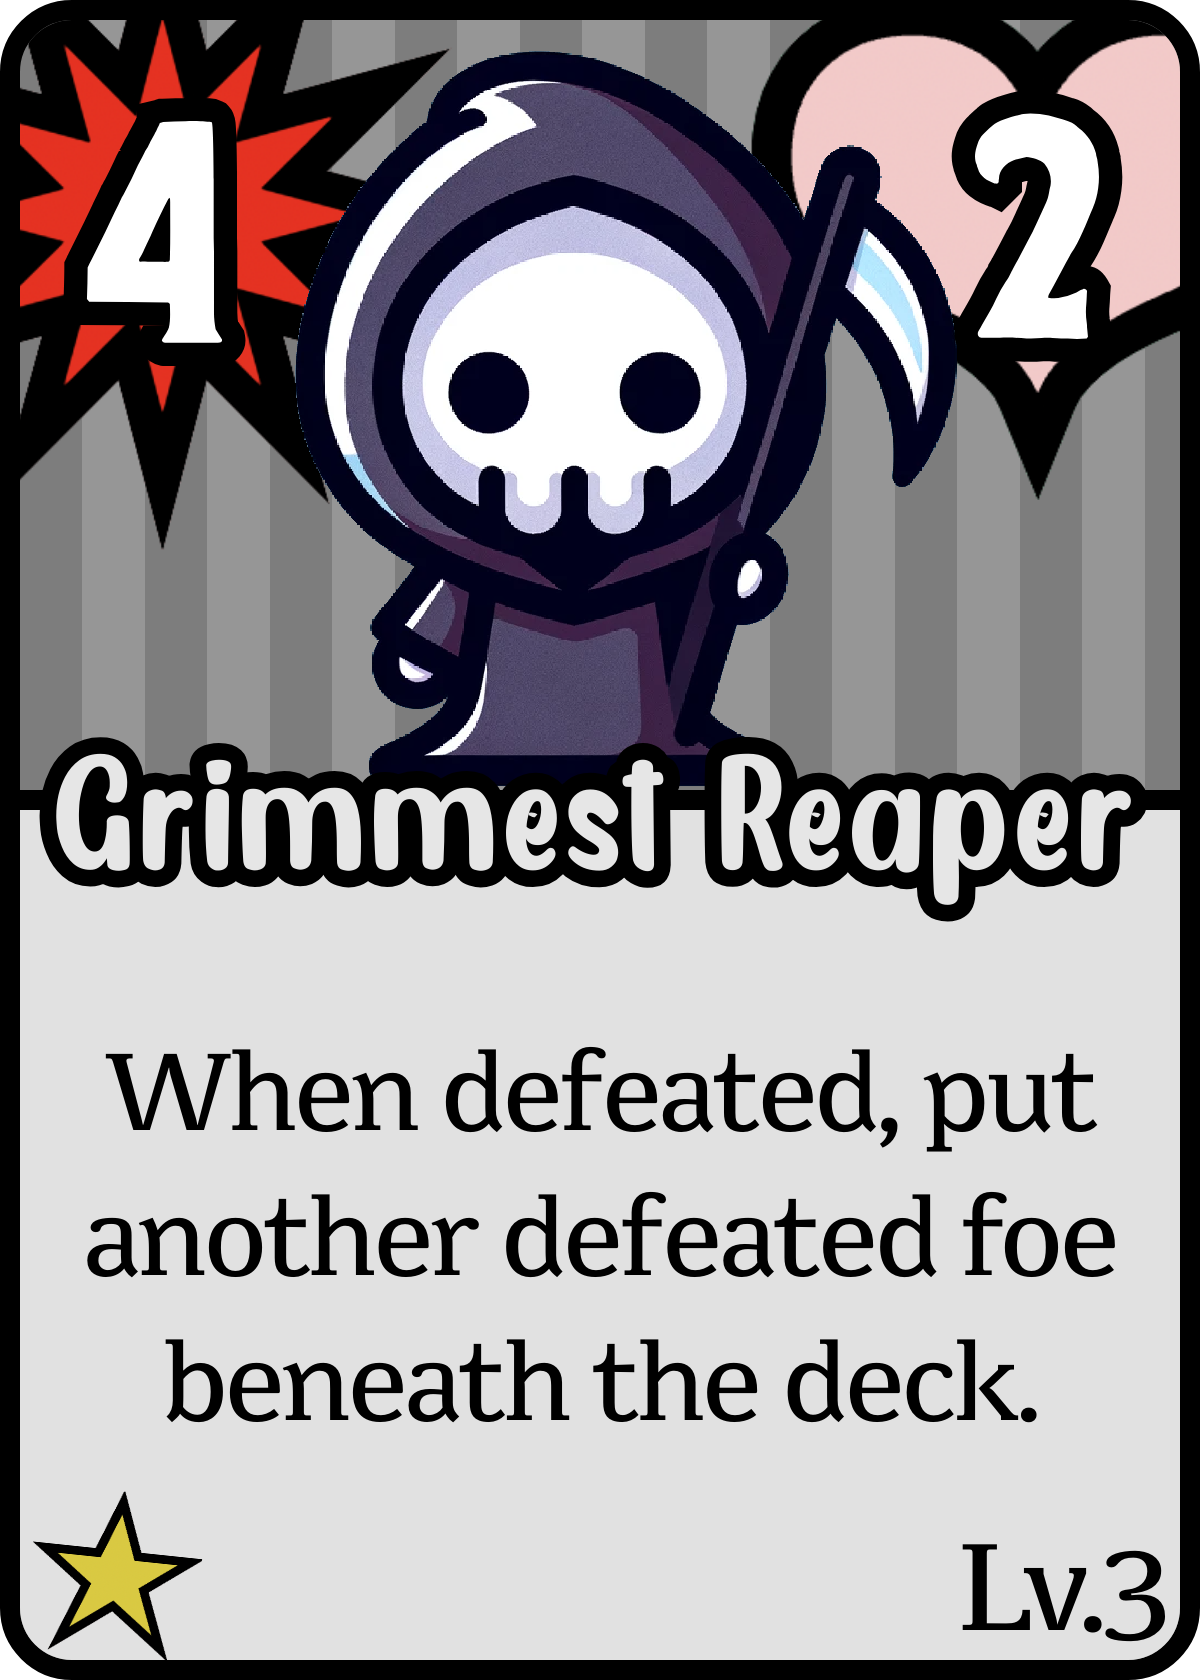 4
2
Grimmest Reaper
When defeated, put
another defeated foe
beneath the deck.
Lv.3